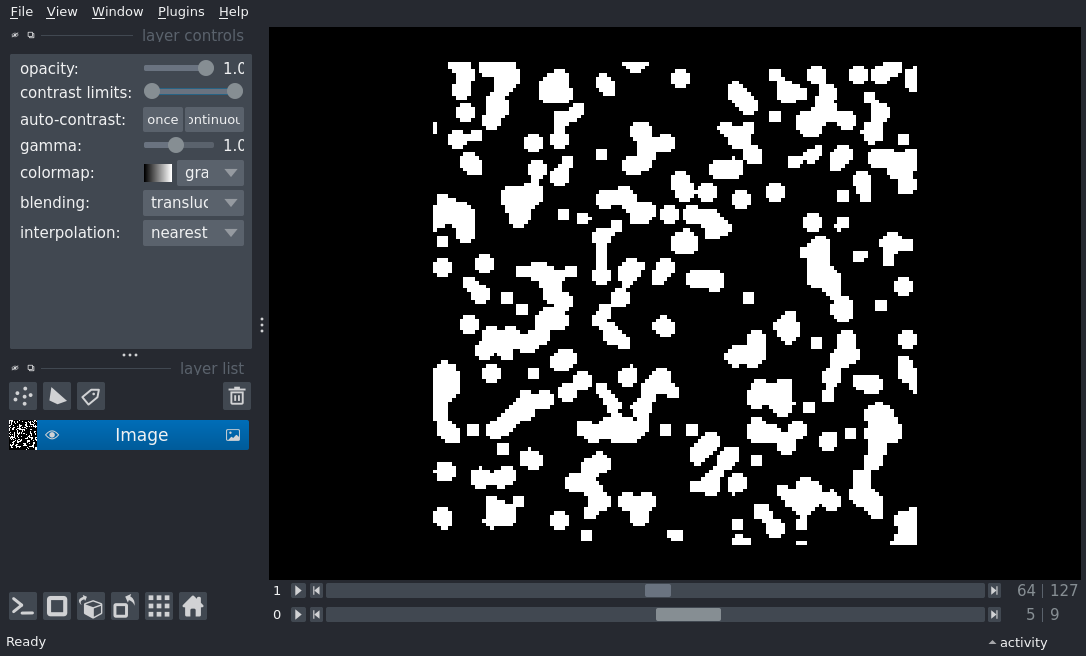 File View Window Plugins Help
layer controls
opacity: 1.0
contrast limits:
auto-contrast: once ontinuou
gamma: 1.0
colormap: gra
blending: transluc
interpolation: nearest
layer list
Image
1 64 127
0 5 9
Ready activity